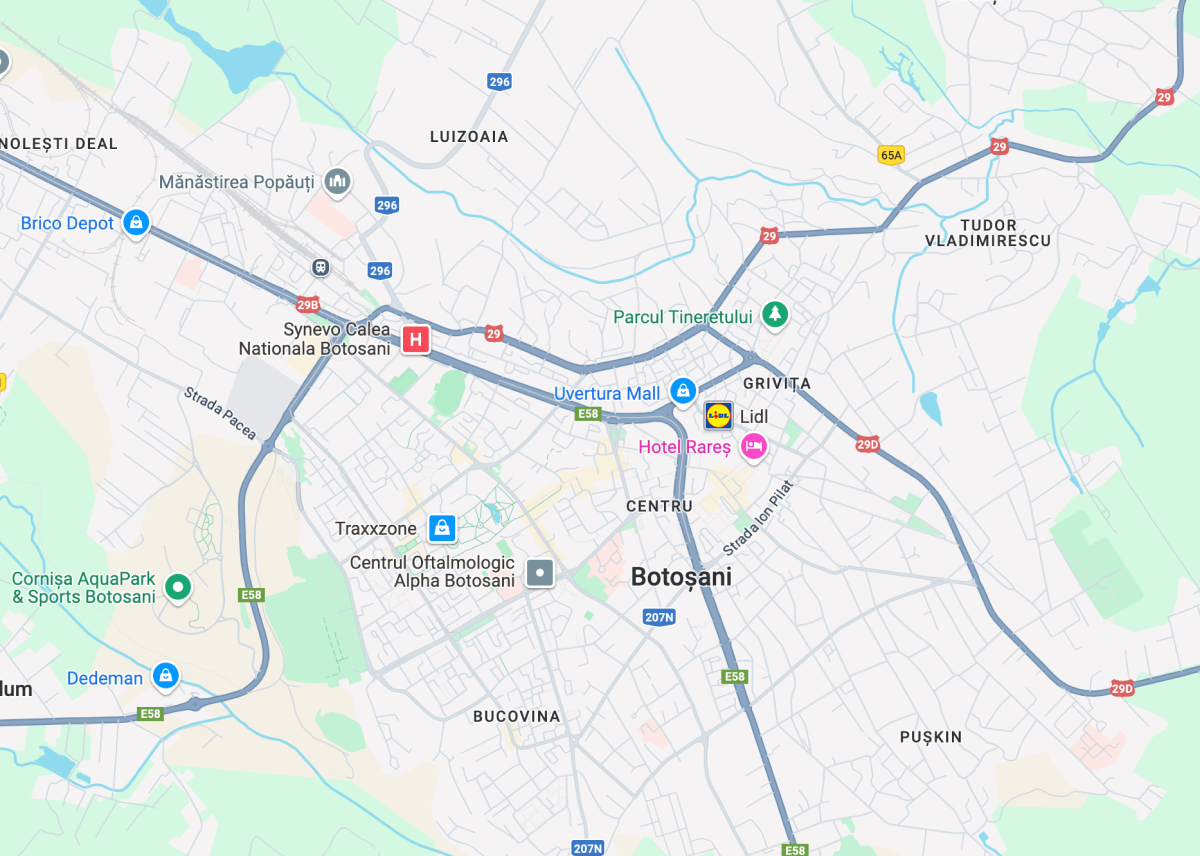 296
29
LUIZOAIA
NOLEȘTI DEAL
29
65A
Mănăstirea Popăuți
296
Brico Depot
TUDOR
VLADIMIRESCU
29
296
29B
Parcul Tineretului
Synevo Calea
Nationala Botosani
H
29
GRIVIȚA
Uvertura Mall
Strada Pacea
E58
LIDL
Lidl
Hotel Rareș
29D
CENTRU
Strada Ion Pilat
Traxxzone
Centrul Oftalmologic
Alpha Botosani
Botoșani
Cornișa AquaPark
& Sports Botosani
E58
207N
Dedeman
E58
lum
29D
E58
BUCOVINA
PUȘKIN
207N
E58